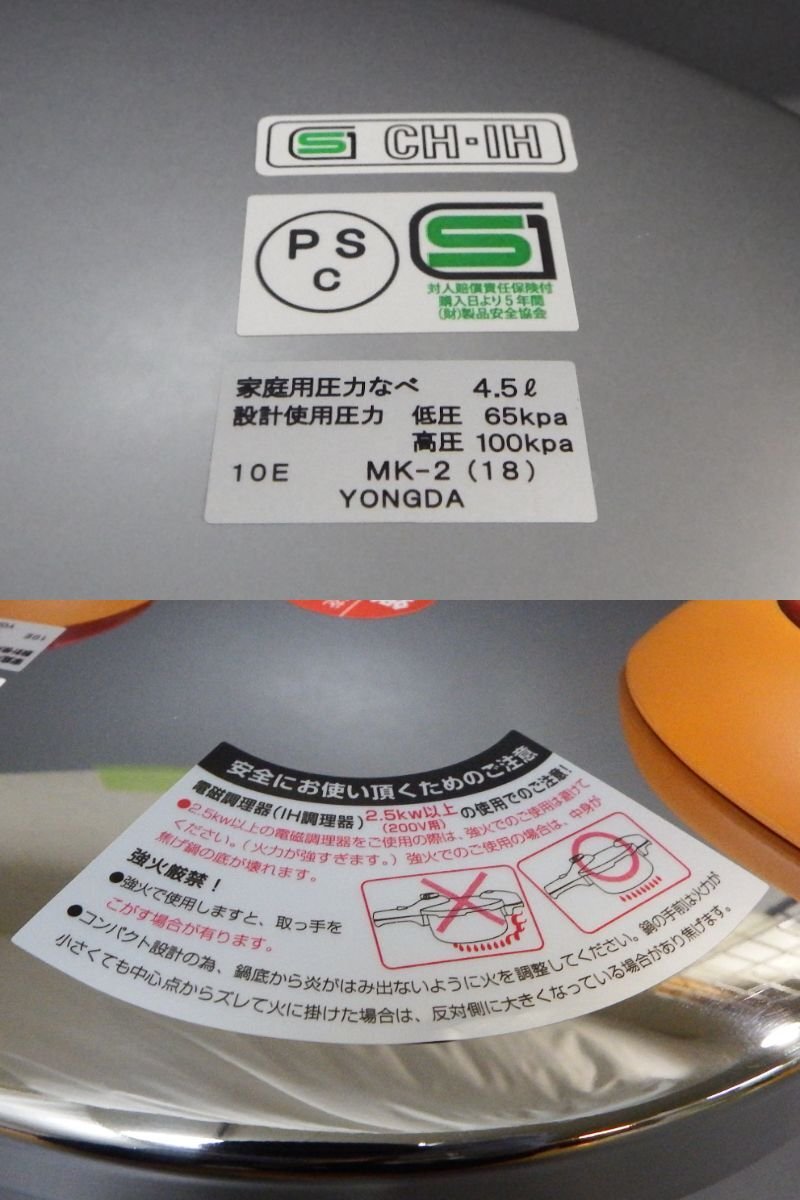 SG CH・IH
PS
C
SG
対人賠償責任保険付
購入日より5年間
(財)製品安全協会
家庭用圧力なべ 4.5ℓ
設計使用圧力 低圧 65kpa
高圧 100kpa
10E MK-2(18)
YONGDA
10E
安全にお使い頂くためのご注意
電磁調理器(IH調理器)2.5kw以上の使用でのご注意!
(200V用)
●2.5kw以上の電磁調理器をご使用の際は、強火でのご使用は避けて
ください。(火力が強すぎます。)強火でのご使用の場合は、中身が
焦げ鍋の底が壊れます。
強火厳禁!
●強火で使用しますと、取っ手を
こがす場合が有ります。
●コンパクト設計の為、鍋底から炎がはみ出ないように火を調整してください。鍋の手前は火力が
小さくても中心点からズレて火に掛けた場合は、反対側に大きくなっている場合があり焦げます。